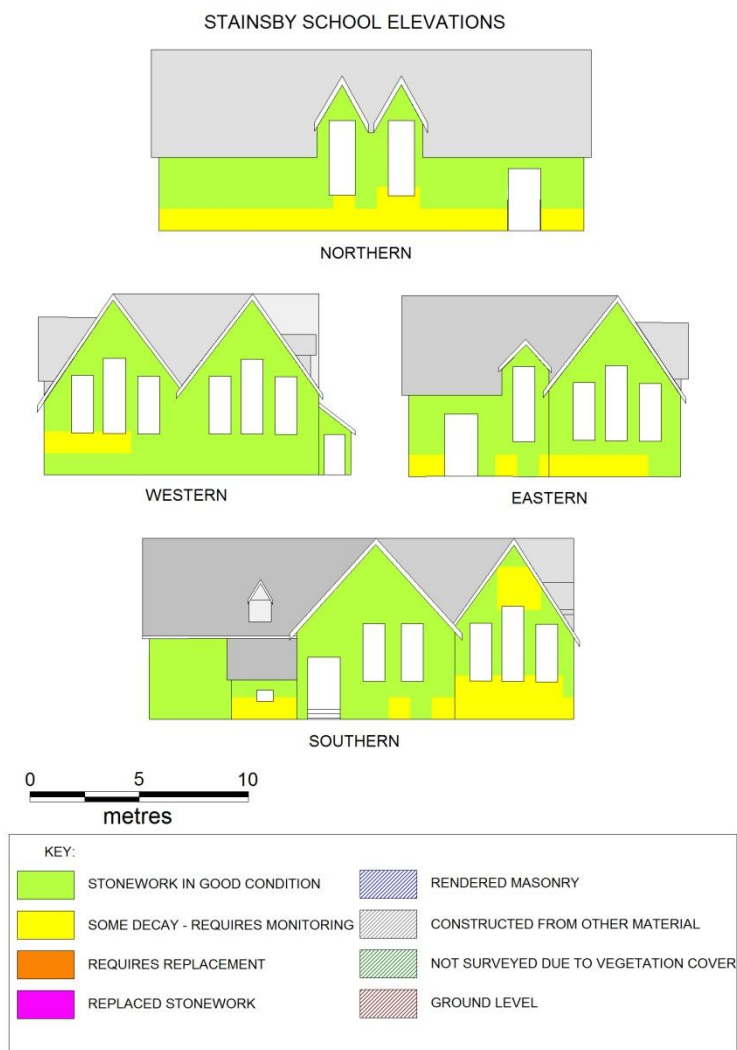 STAINSBY SCHOOL ELEVATIONS
NORTHERN
WESTERN
EASTERN
SOUTHERN
0 5 10
metres
KEY:
STONEWORK IN GOOD CONDITION
SOME DECAY - REQUIRES MONITORING
REQUIRES REPLACEMENT
REPLACED STONEWORK
RENDERED MASONRY
CONSTRUCTED FROM OTHER MATERIAL
NOT SURVEYED DUE TO VEGETATION COVER
GROUND LEVEL